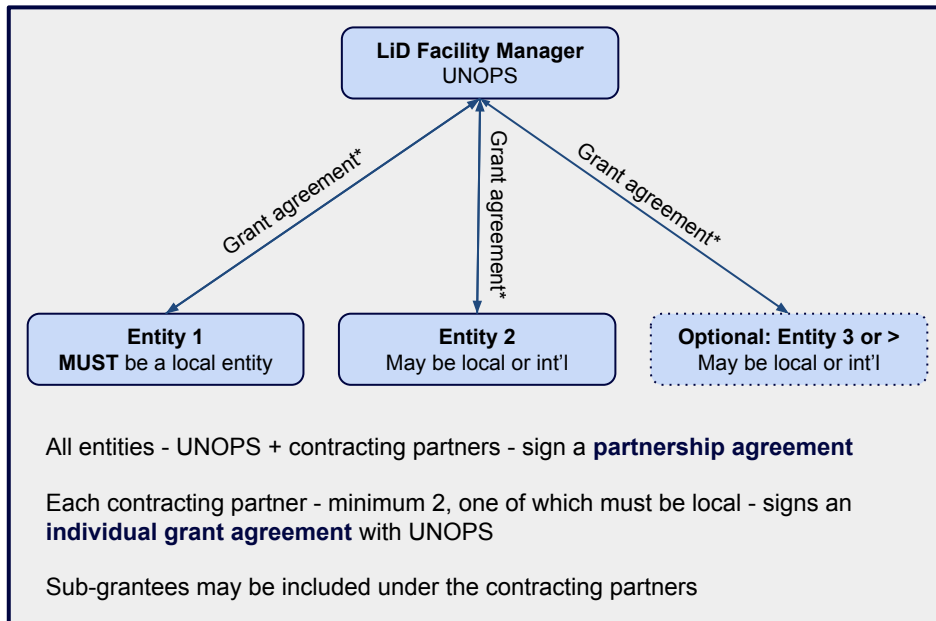 LiD Facility Manager
UNOPS
Grant agreement*
Grant
agreement*
Grant agreement*
Entity 1
MUST be a local entity
Entity 2
May be local or int'l
Optional: Entity 3 or >
May be local or int'l
All entities - UNOPS + contracting partners - sign a partnership agreement
Each contracting partner - minimum 2, one of which must be local - signs an
individual grant agreement with UNOPS
Sub-grantees may be included under the contracting partners